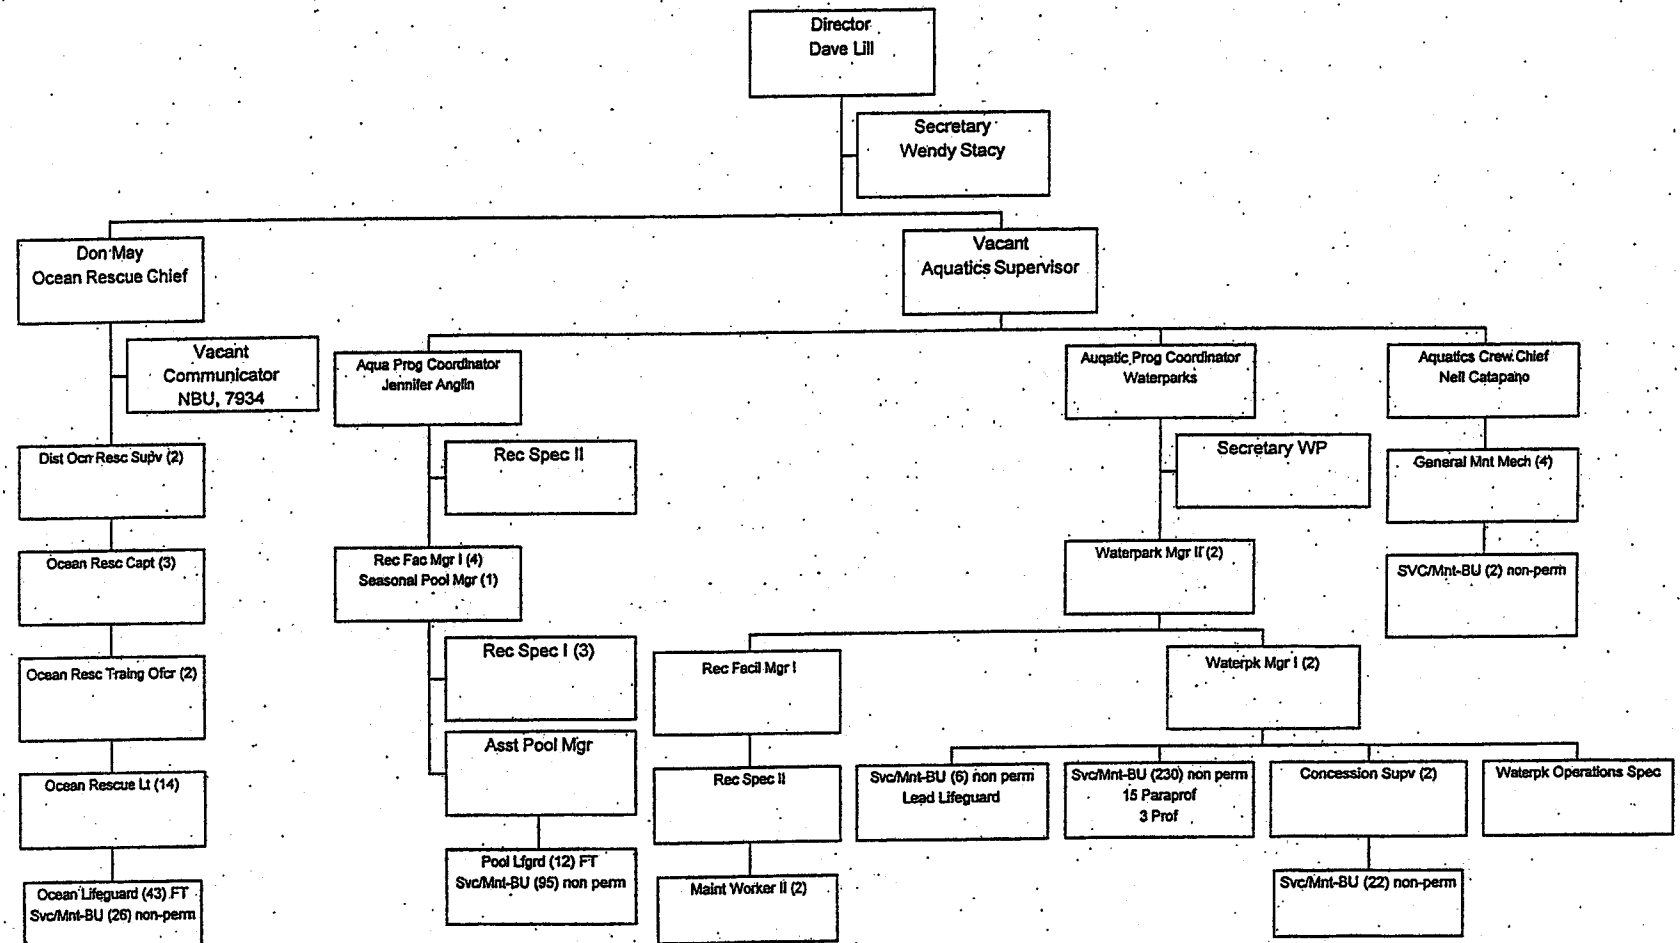 Director
Dave Lill
Secretary
Wendy Stacy
Don May
Ocean Rescue Chief
Vacant
Aquatics Supervisor
Vacant
Communicator
NBU, 7934
Aqua Prog Coordinator
Jennifer Anglin
Auqatic Prog Coordinator
Waterparks
Aquatics Crew Chief
Neil Catapano
Dist Ocn Resc Supv (2)
Rec Spec II
Secretary WP
General Mnt Mech (4)
Ocean Resc Capt (3)
Rec Fac Mgr I (4)
Seasonal Pool Mgr (1)
Waterpark Mgr II (2)
SVC/Mnt-BU (2) non-perm
Ocean Resc Traing Ofcr (2)
Rec Spec I (3)
Rec Facil Mgr I
Waterpk Mgr I (2)
Asst Pool Mgr
Ocean Rescue Lt (14)
Rec Spec II
Svc/Mnt-BU (6) non perm
Lead Lifeguard
Svc/Mnt-BU (230) non perm
15 Paraprof
3 Prof
Concession Supv (2)
Waterpk Operations Spec
Ocean Lifeguard (43) FT
Svc/Mnt-BU (26) non-perm
Pool Lfgrd (12) FT
Svc/Mnt-BU (95) non perm
Maint Worker II (2)
Svc/Mnt-BU (22) non-perm